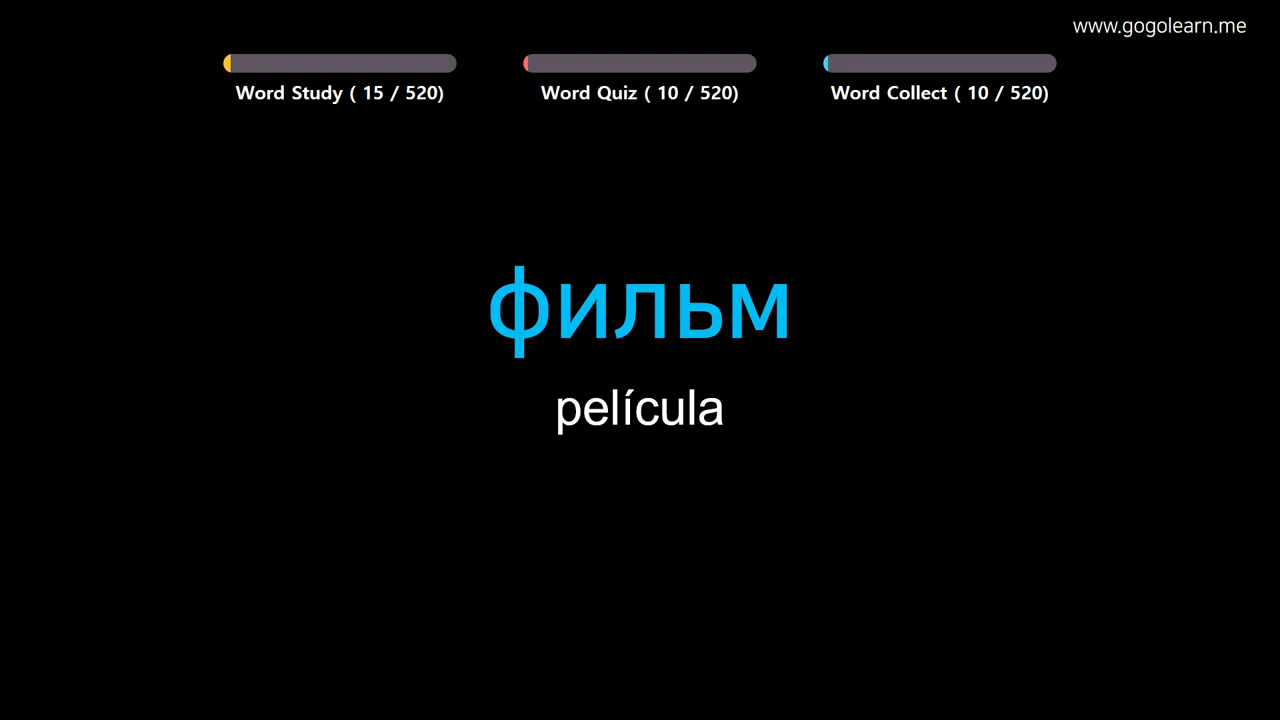 www.gogolearn.me
Word Study ( 15 / 520)
Word Quiz ( 10 / 520)
Word Collect ( 10 / 520)
фильм
película